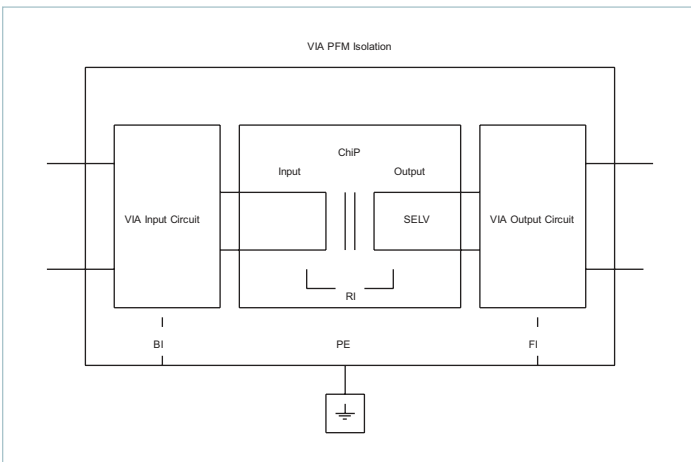 VIA PFM Isolation
ChiP
Input
Output
VIA Input Circuit
SELV
VIA Output Circuit
RI
BI
PE
FI